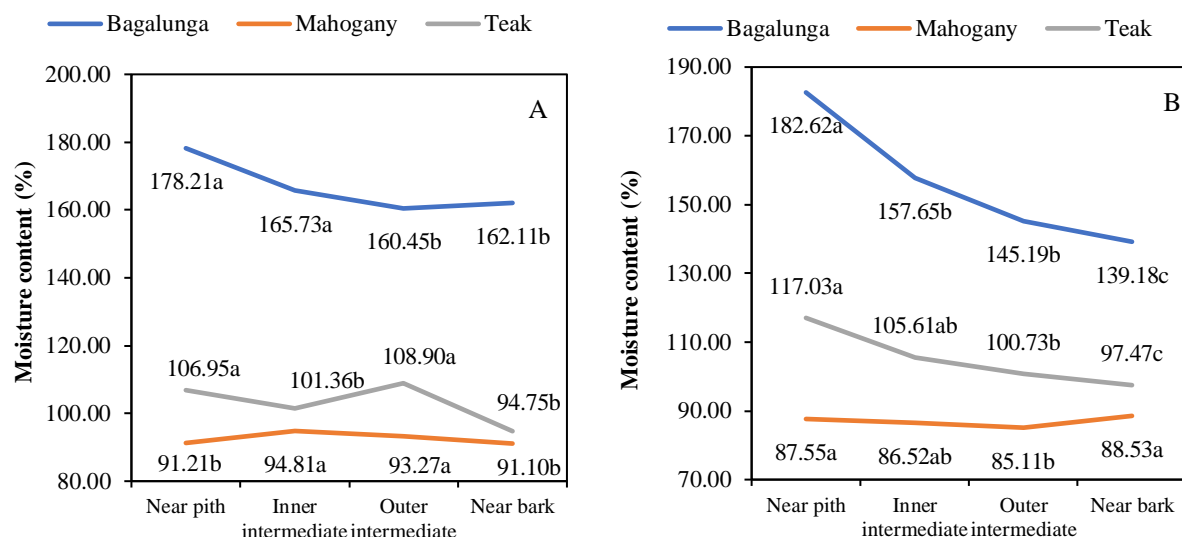 Bagalunga Mahogany Teak
A
Moisture content (%)
200.00
180.00
160.00
140.00
120.00
100.00
80.00
178.21a
165.73a
160.45b
162.11b
106.95a
101.36b
108.90a
94.75b
91.21b
94.81a
93.27a
91.10b
Near pith Inner intermediate Outer intermediate Near bark
Bagalunga Mahogany Teak
B
Moisture content (%)
190.00
170.00
150.00
130.00
110.00
90.00
70.00
182.62a
157.65b
145.19b
139.18c
117.03a
105.61ab
100.73b
97.47c
87.55a
86.52ab
85.11b
88.53a
Near pith Inner intermediate Outer intermediate Near bark